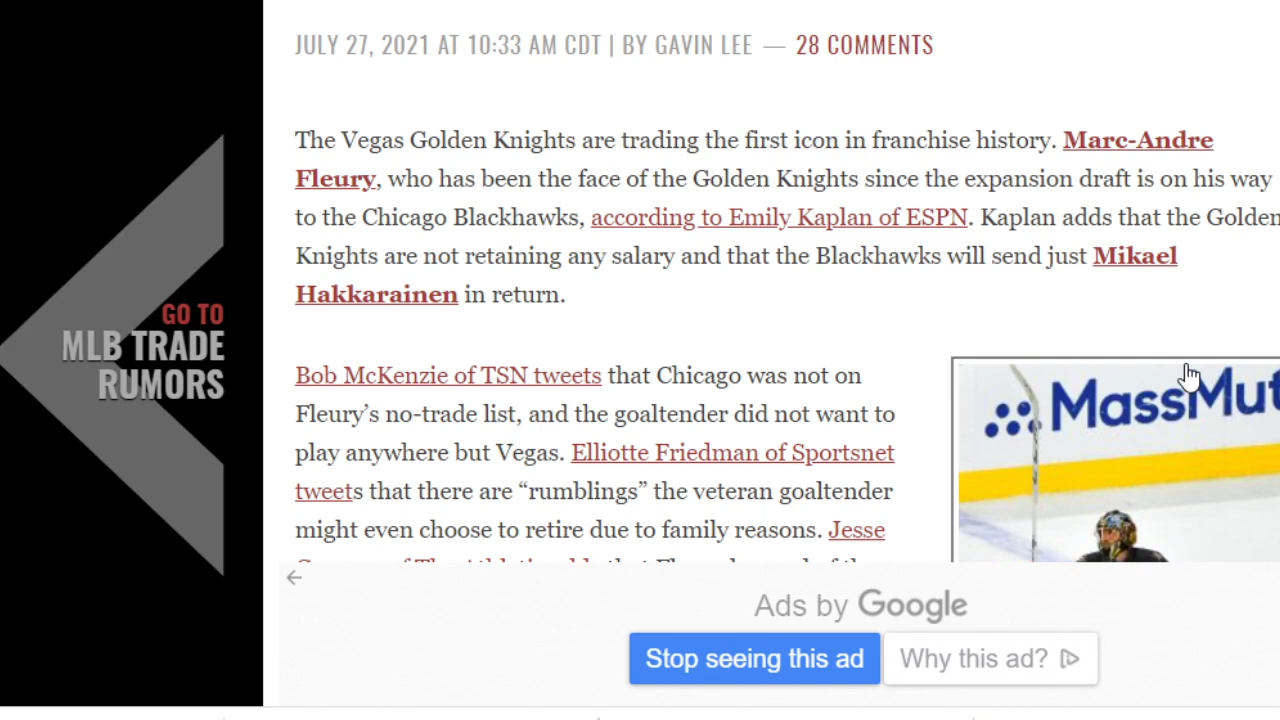 JULY 27, 2021 AT 10:33 AM CDT | BY GAVIN LEE — 28 COMMENTS
The Vegas Golden Knights are trading the first icon in franchise history. Marc-Andre
Fleury, who has been the face of the Golden Knights since the expansion draft is on his way
to the Chicago Blackhawks, according to Emily Kaplan of ESPN. Kaplan adds that the Golden
Knights are not retaining any salary and that the Blackhawks will send just Mikael
Hakkarainen in return.
GO TO
MLB TRADE
RUMORS
Bob McKenzie of TSN tweets that Chicago was not on
Fleury’s no-trade list, and the goaltender did not want to
play anywhere but Vegas. Elliotte Friedman of Sportsnet
tweets that there are “rumblings” the veteran goaltender
might even choose to retire due to family reasons. Jesse
MassMut
Ads by Google
Stop seeing this ad
Why this ad?